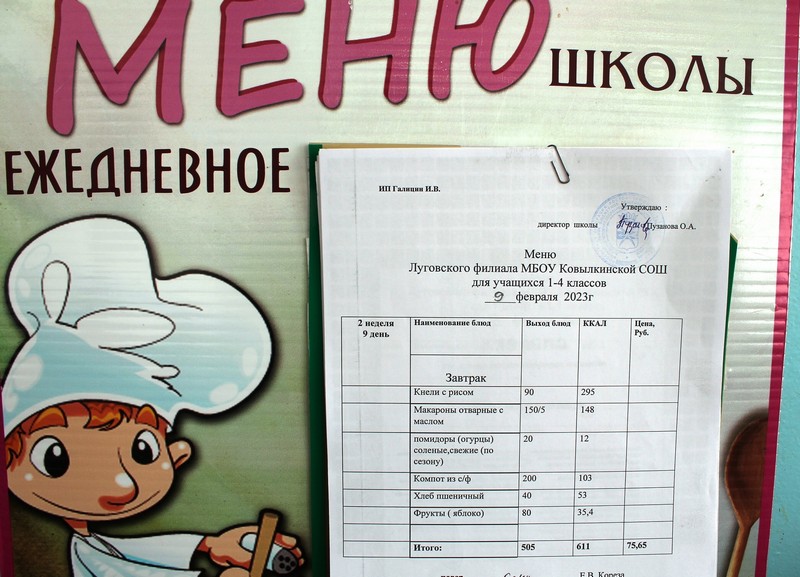 МЕНЮ
ШКОЛЫ
ЕЖЕДНЕВНОЕ
ИП Галицин И.В.
Утверждаю :
директор школы Пузанова О.А.
Меню
Луговского филиала МБОУ Ковылкинской СОШ
для учащихся 1-4 классов
9 февраля 2023г
2 неделя Наименование блюд Выход блюд ККАЛ Цена,
9 день Руб.
Завтрак
Кнели с рисом 90 295
Макароны отварные с 150/5 148
маслом
помидоры (огурцы) 20 12
соленые,свежие (по
сезону)
Компот из с/ф 200 103
Хлеб пшеничный 40 53
Фрукты ( яблоко) 80 35,4
Итого: 505 611 75,65
Е.В. Кореза